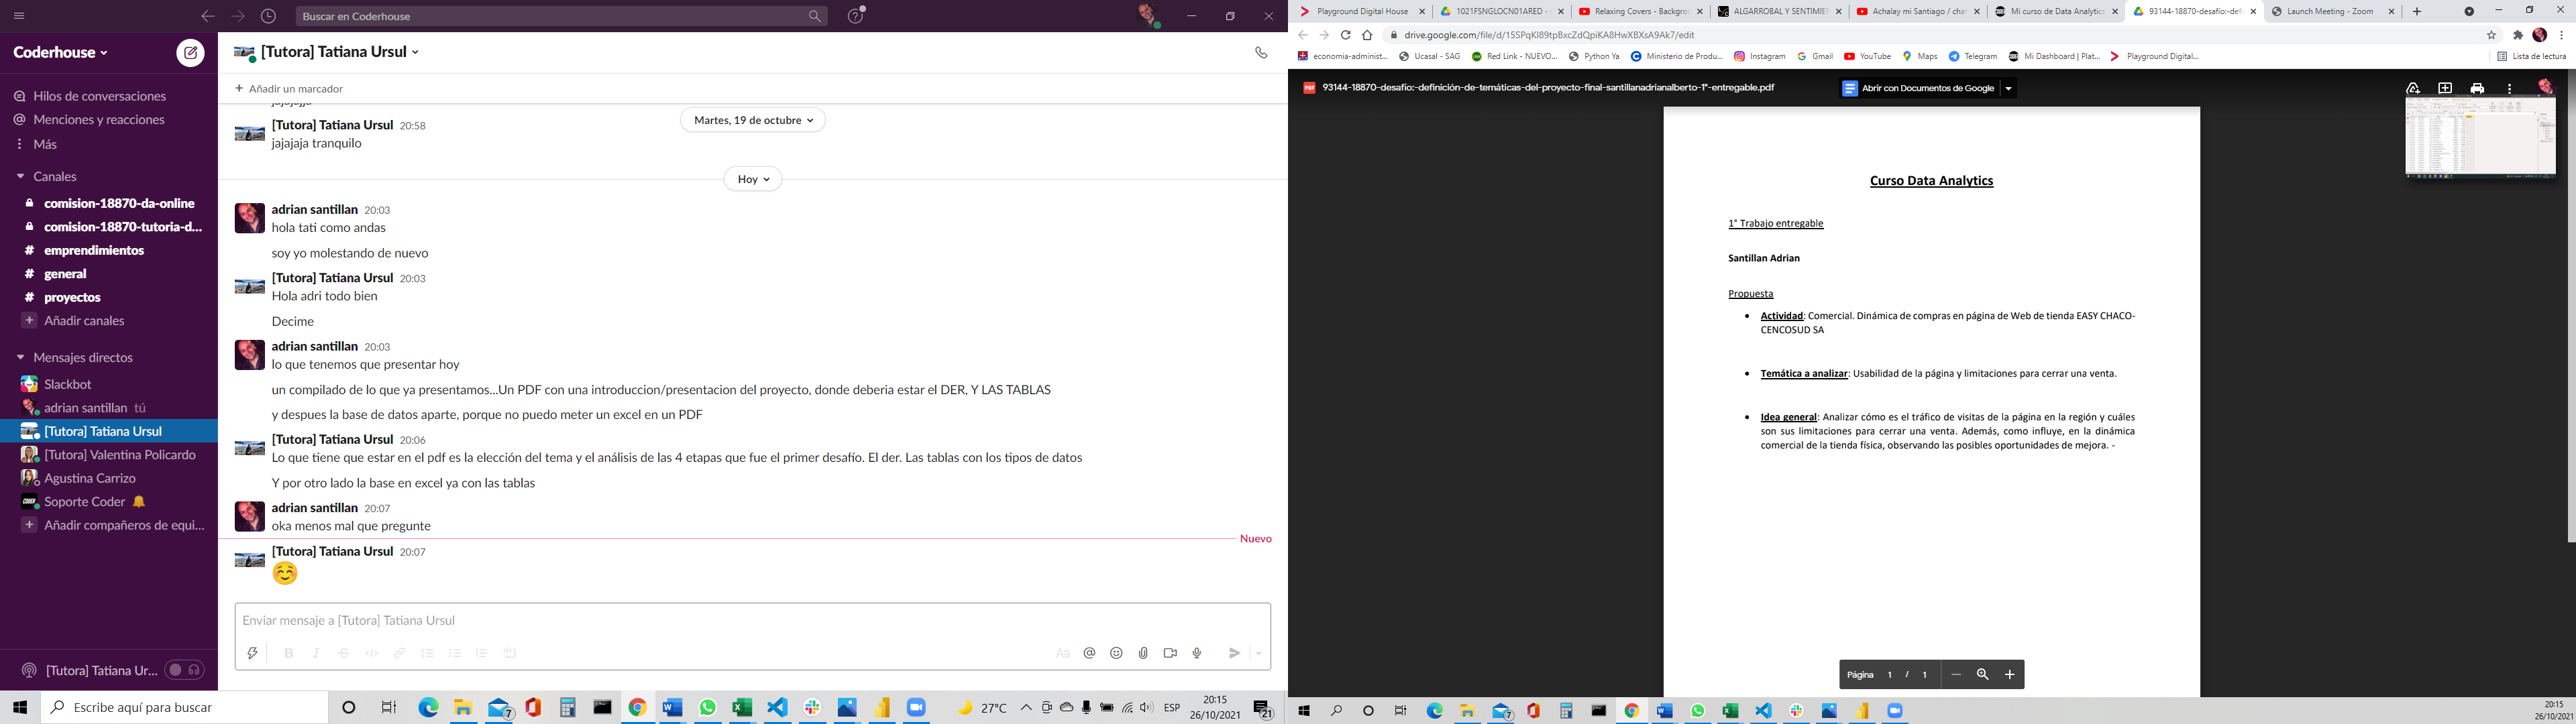 Buscar en Coderhouse
Coderhouse
Hilos de conversaciones
Menciones y reacciones
Más
Canales
comision-18870-da-online
comision-18870-tutoria-d...
emprendimientos
general
proyectos
Añadir canales
Mensajes directos
Slackbot
adrian santillan tú
[Tutora] Tatiana Ursul
[Tutora] Valentina Policardo
Agustina Carrizo
Soporte Coder
Añadir compañeros de equi...
[Tutora] Tatiana Ur...
[Tutora] Tatiana Ursul
Añadir un marcador
[Tutora] Tatiana Ursul 20:58
jajajaja tranquilo
Martes, 19 de octubre
Hoy
adrian santillan 20:03
hola tati como andas
soy yo molestando de nuevo
[Tutora] Tatiana Ursul 20:03
Hola adri todo bien
Decime
adrian santillan 20:03
lo que tenemos que presentar hoy
un compilado de lo que ya presentamos...Un PDF con una introduccion/presentacion del proyecto, donde deberia estar el DER, Y LAS TABLAS
y despues la base de datos aparte, porque no puedo meter un excel en un PDF
[Tutora] Tatiana Ursul 20:06
Lo que tiene que estar en el pdf es la elección del tema y el análisis de las 4 etapas que fue el primer desafío. El der. Las tablas con los tipos de datos
Y por otro lado la base en excel ya con las tablas
adrian santillan 20:07
oka menos mal que pregunte
Nuevo
[Tutora] Tatiana Ursul 20:07
Enviar mensaje a [Tutora] Tatiana Ursul
Escribe aquí para buscar
7
27°C
ESP
20:15
26/10/2021
21
Playground Digital House
1021FSNGLOCN01ARED -
Relaxing Covers - Backgrou
ALGARROBAL Y SENTIMIEN
Achalay mi Santiago / cha
Mi curso de Data Analytics
93144-18870-desafío:-defi
Launch Meeting - Zoom
drive.google.com/file/d/15SPqKI89tpBxcZdQpiKA8HwXBXsA9Ak7/edit
economia-administ...
Ucasal - SAG
Red Link - NUEVO...
Python Ya
Ministerio de Produ...
Instagram
Gmail
YouTube
Maps
Telegram
Mi Dashboard | Plat...
Playground Digital...
Lista de lectura
93144-18870-desafío:-definición-de-temáticas-del-proyecto-final-santillanadrianalberto-1°-entregable.pdf
Abrir con Documentos de Google
Curso Data Analytics
1° Trabajo entregable
Santillan Adrian
Propuesta
• Actividad: Comercial. Dinámica de compras en página de Web de tienda EASY CHACO-
CENCOSUD SA
• Temática a analizar: Usabilidad de la página y limitaciones para cerrar una venta.
• Idea general: Analizar cómo es el tráfico de visitas de la página en la región y cuáles
son sus limitaciones para cerrar una venta. Además, como influye, en la dinámica
comercial de la tienda física, observando las posibles oportunidades de mejora. -
Página 1 / 1
7
20:15
26/10/2021